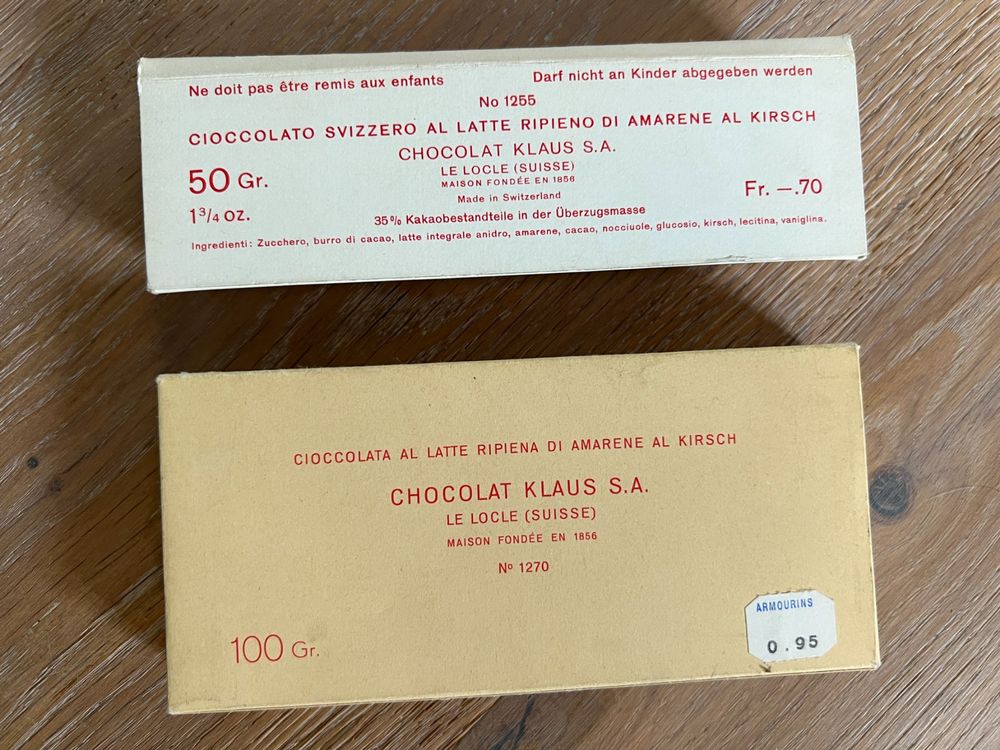 Ne doit pas être remis aux enfants Darf nicht an Kinder abgegeben werden
No 1255
CIOCCOLATO SVIZZERO AL LATTE RIPIENO DI AMARENE AL KIRSCH
CHOCOLAT KLAUS S.A.
LE LOCLE (SUISSE)
MAISON FONDÉE EN 1856
50 Gr. Made in Switzerland Fr. —.70
1 3/4 oz. 35% Kakaobestandteile in der Überzugsmasse
Ingredienti: Zucchero, burro di cacao, latte integrale anidro, amarene, cacao, nocciuole, glucosio, kirsch, lecitina, vaniglina.
CIOCCOLATA AL LATTE RIPIENA DI AMARENE AL KIRSCH
CHOCOLAT KLAUS S.A.
LE LOCLE (SUISSE)
MAISON FONDÉE EN 1856
Nº 1270
100 Gr.
ARMOURINS
0.95